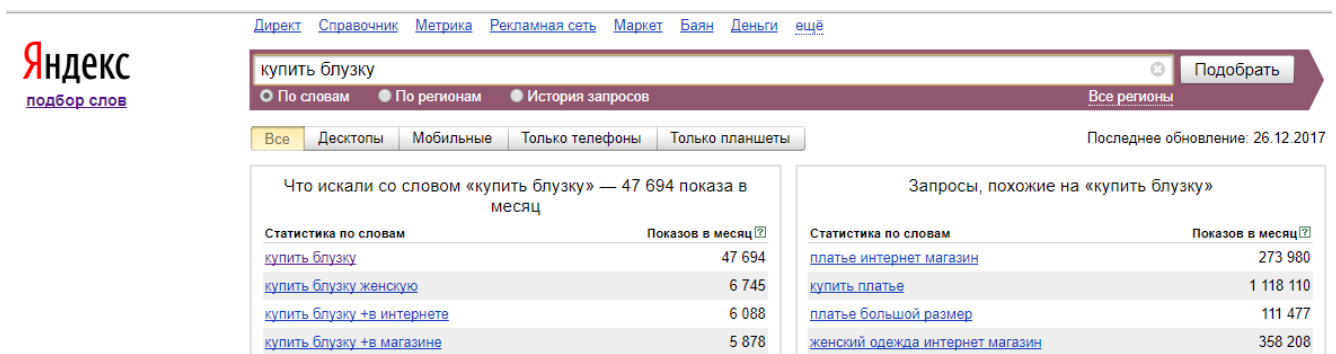 Директ Справочник Метрика Рекламная сеть Маркет Баян Деньги ещё
Яндекс
подбор слов
купить блузку
Подобрать
По словам По регионам История запросов Все регионы
Все Десктопы Мобильные Только телефоны Только планшеты
Последнее обновление: 26.12.2017
Что искали со словом «купить блузку» — 47 694 показа в
месяц
Статистика по словам Показов в месяц ?
купить блузку 47 694
купить блузку женскую 6 745
купить блузку +в интернете 6 088
купить блузку +в магазине 5 878
Запросы, похожие на «купить блузку»
Статистика по словам Показов в месяц ?
платье интернет магазин 273 980
купить платье 1 118 110
платье большой размер 111 477
женский одежда интернет магазин 358 208